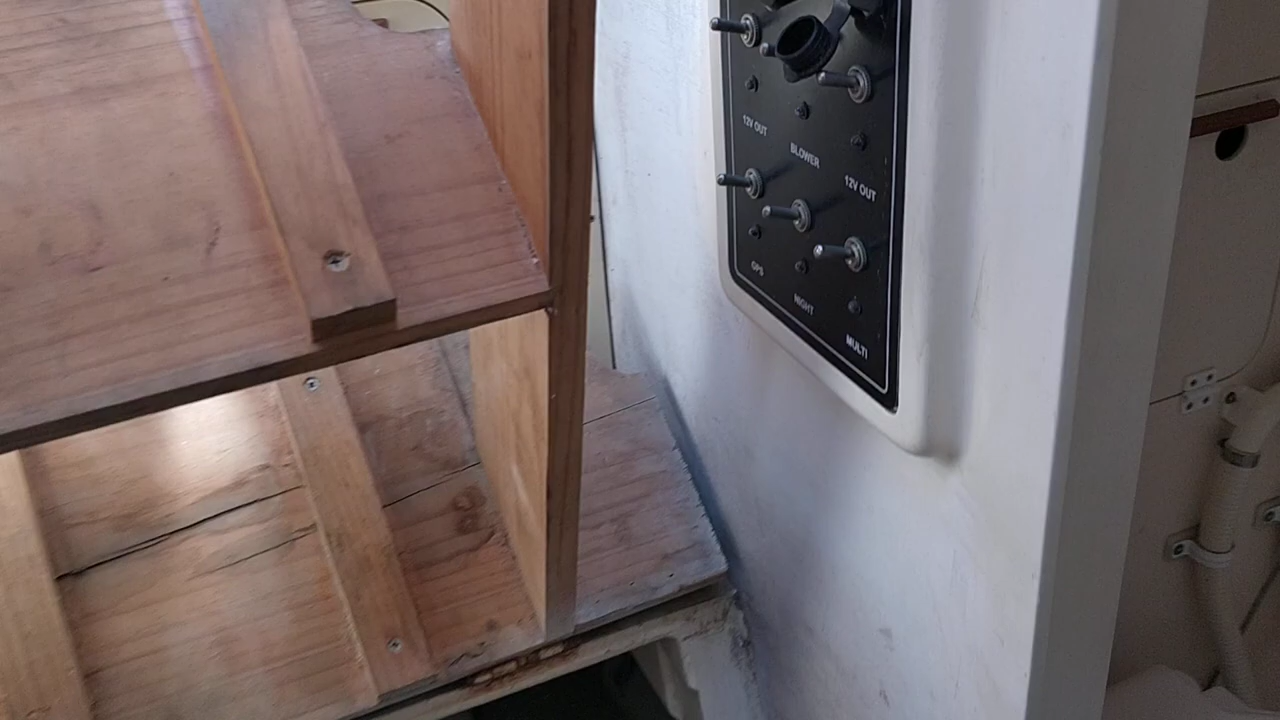 12V OUT
BLOWER
12V OUT
GPS
NIGHT
MULTI